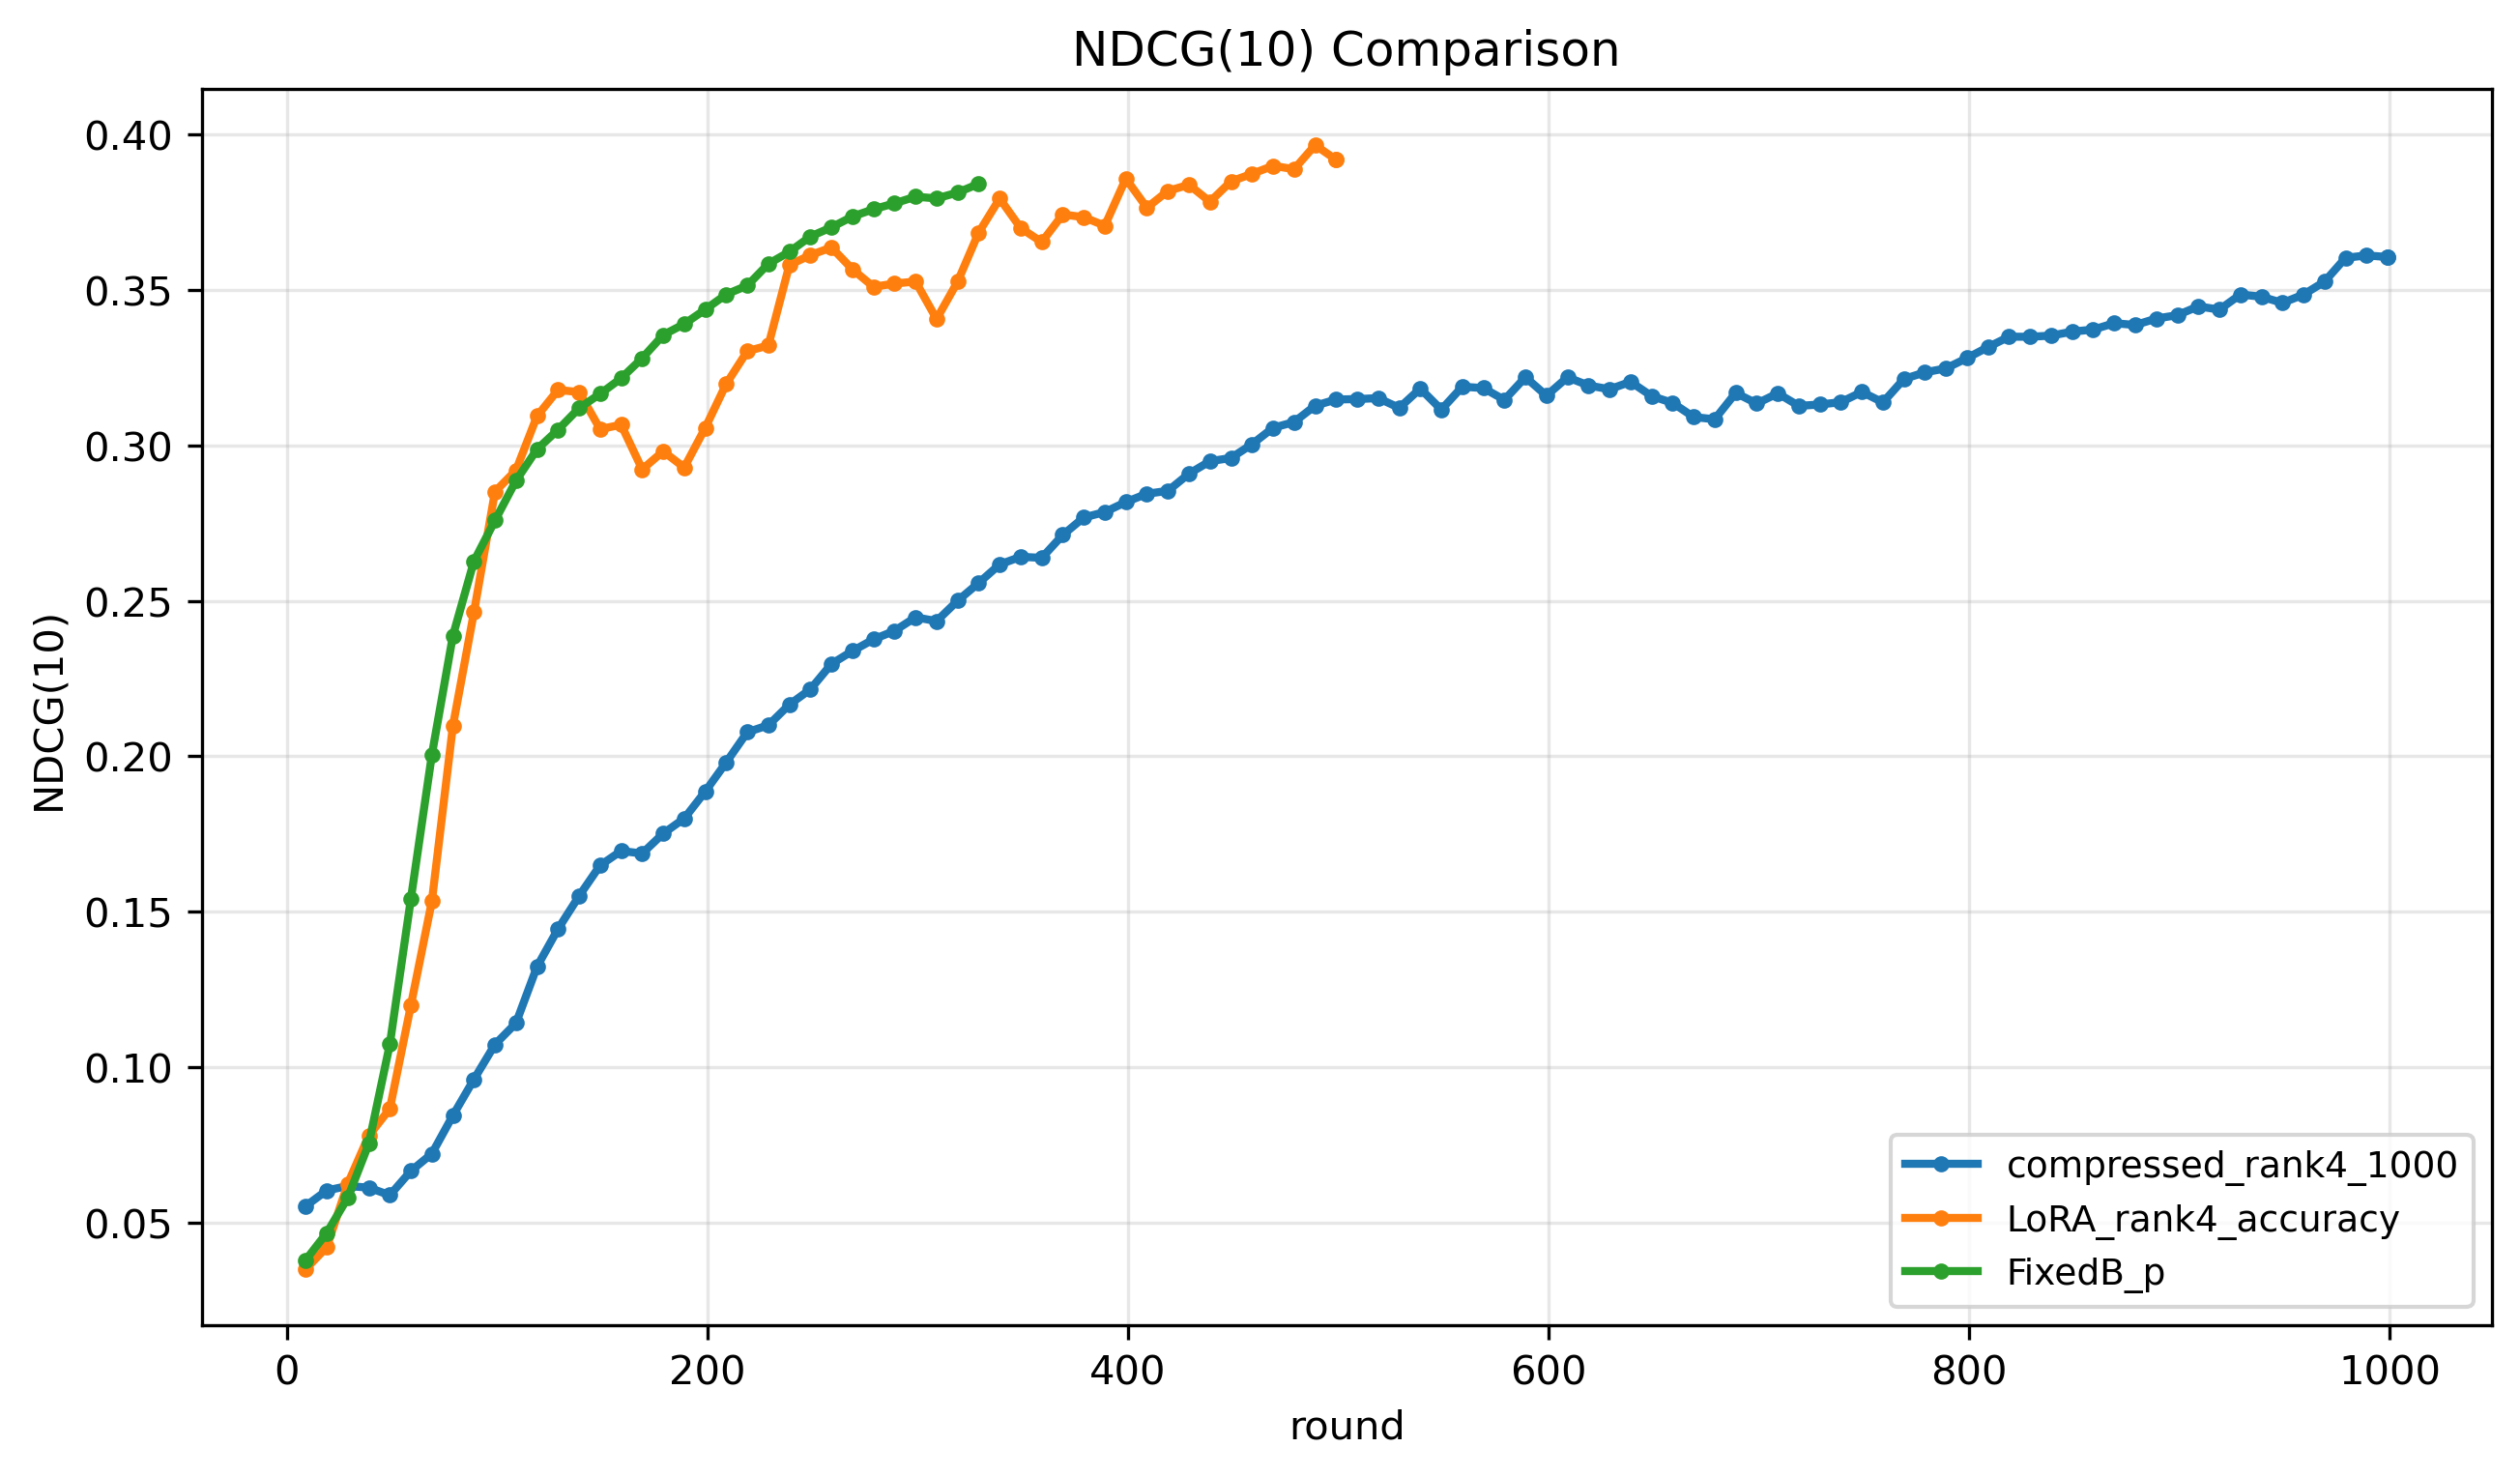 NDCG(10) Comparison
NDCG(10)
0.40
0.35
0.30
0.25
0.20
0.15
0.10
0.05
0 200 400 600 800 1000
round
compressed_rank4_1000
LoRA_rank4_accuracy
FixedB_p